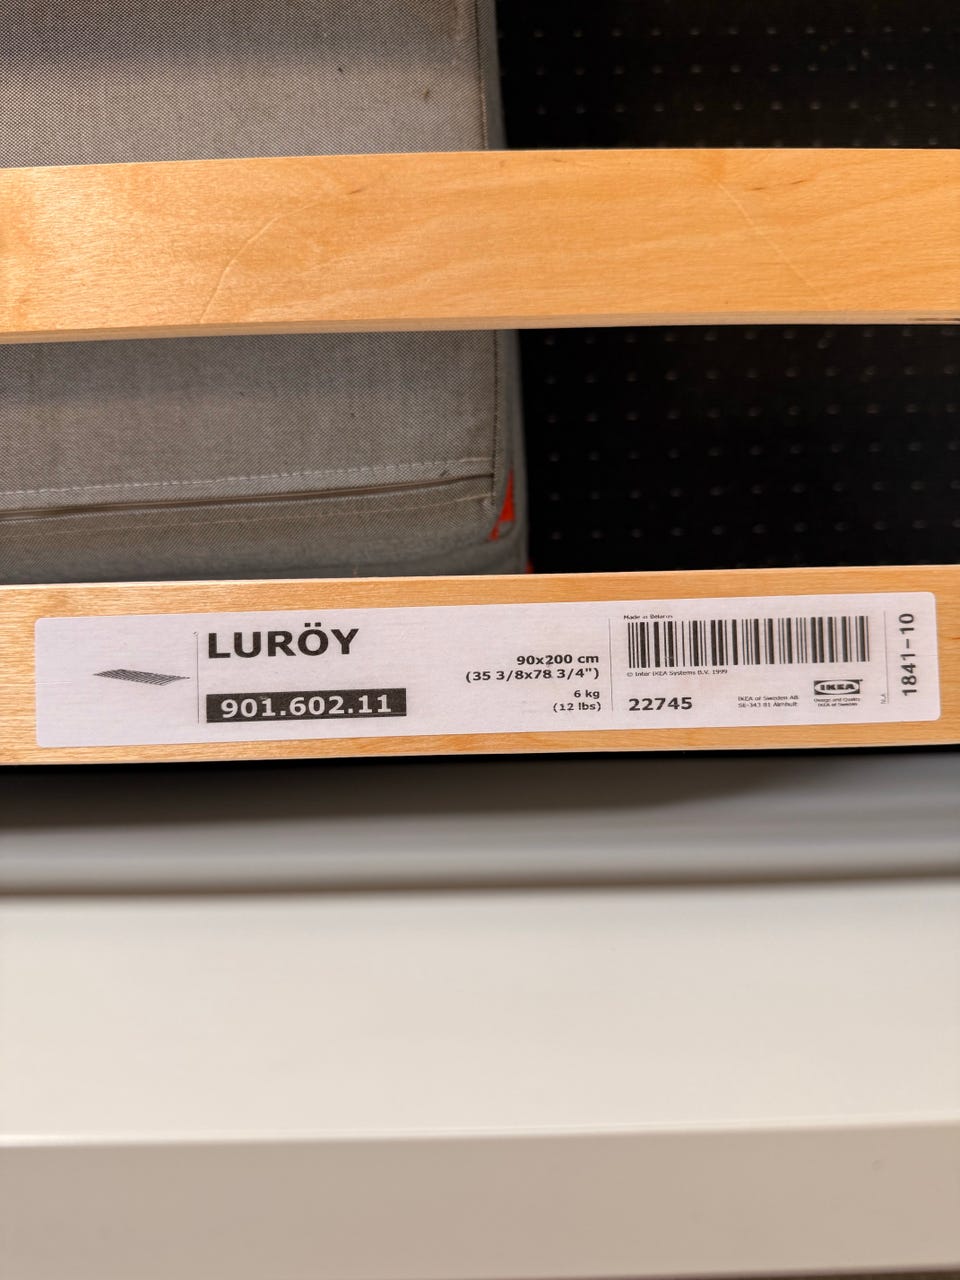 LURÖY
901.602.11
90x200 cm
(35 3/8x78 3/4")
6 kg
(12 lbs)
Made in Belarus
© Inter IKEA Systems B.V. 1999
22745
IKEA of Sweden AB
SE-343 81 Älmhult
IKEA
Design and Quality
IKEA of Sweden
1841-10